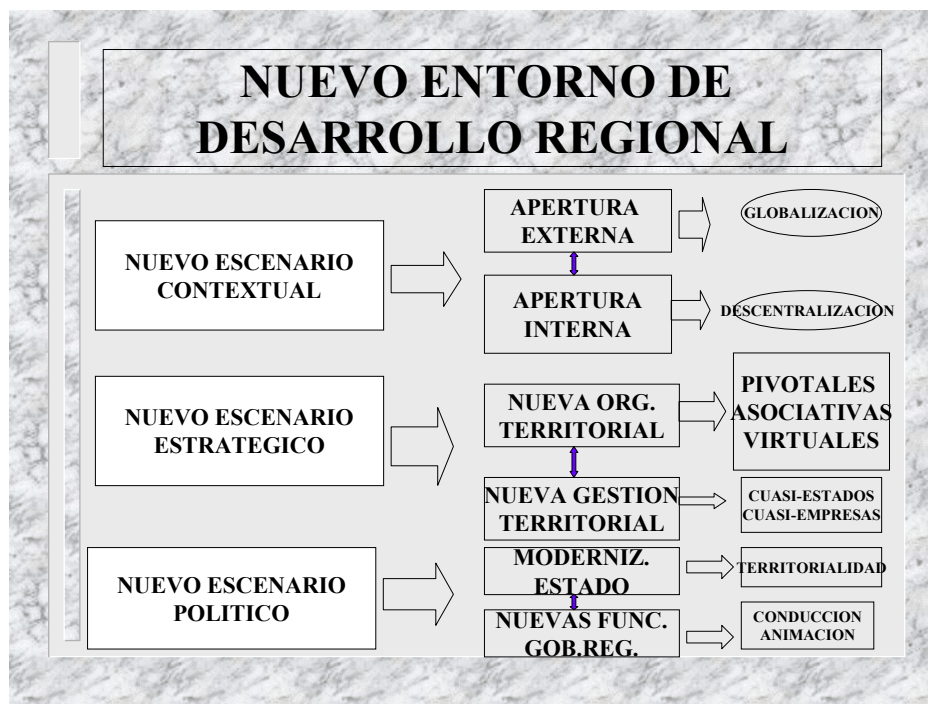 NUEVO ENTORNO DE
DESARROLLO REGIONAL
NUEVO ESCENARIO
CONTEXTUAL
APERTURA
EXTERNA
GLOBALIZACION
APERTURA
INTERNA
DESCENTRALIZACION
NUEVO ESCENARIO
ESTRATEGICO
NUEVA ORG.
TERRITORIAL
PIVOTALES
ASOCIATIVAS
VIRTUALES
NUEVA GESTION
TERRITORIAL
CUASI-ESTADOS
CUASI-EMPRESAS
NUEVO ESCENARIO
POLITICO
MODERNIZ.
ESTADO
TERRITORIALIDAD
NUEVAS FUNC.
GOB.REG.
CONDUCCION
ANIMACION